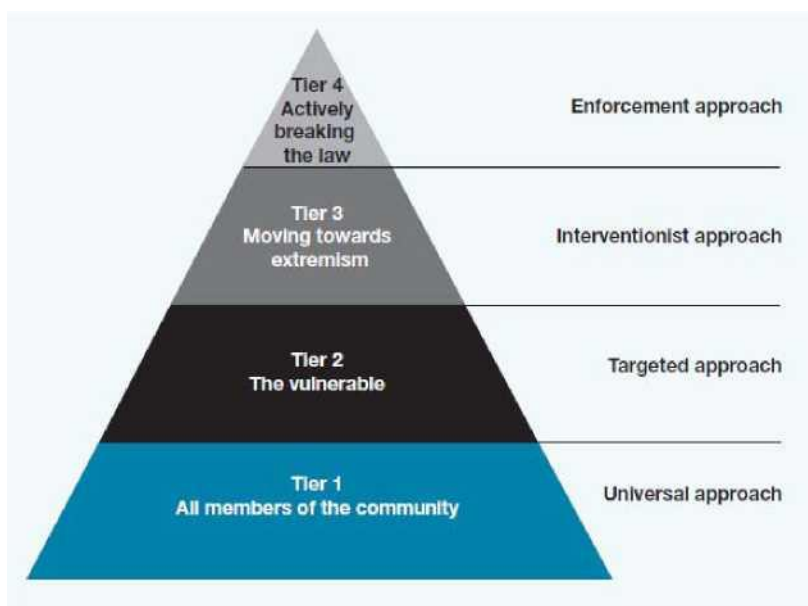 Tier 4
Actively
breaking
the law
Enforcement approach
Tier 3
Moving towards
extremism
Interventionist approach
Tier 2
The vulnerable
Targeted approach
Tier 1
All members of the community
Universal approach